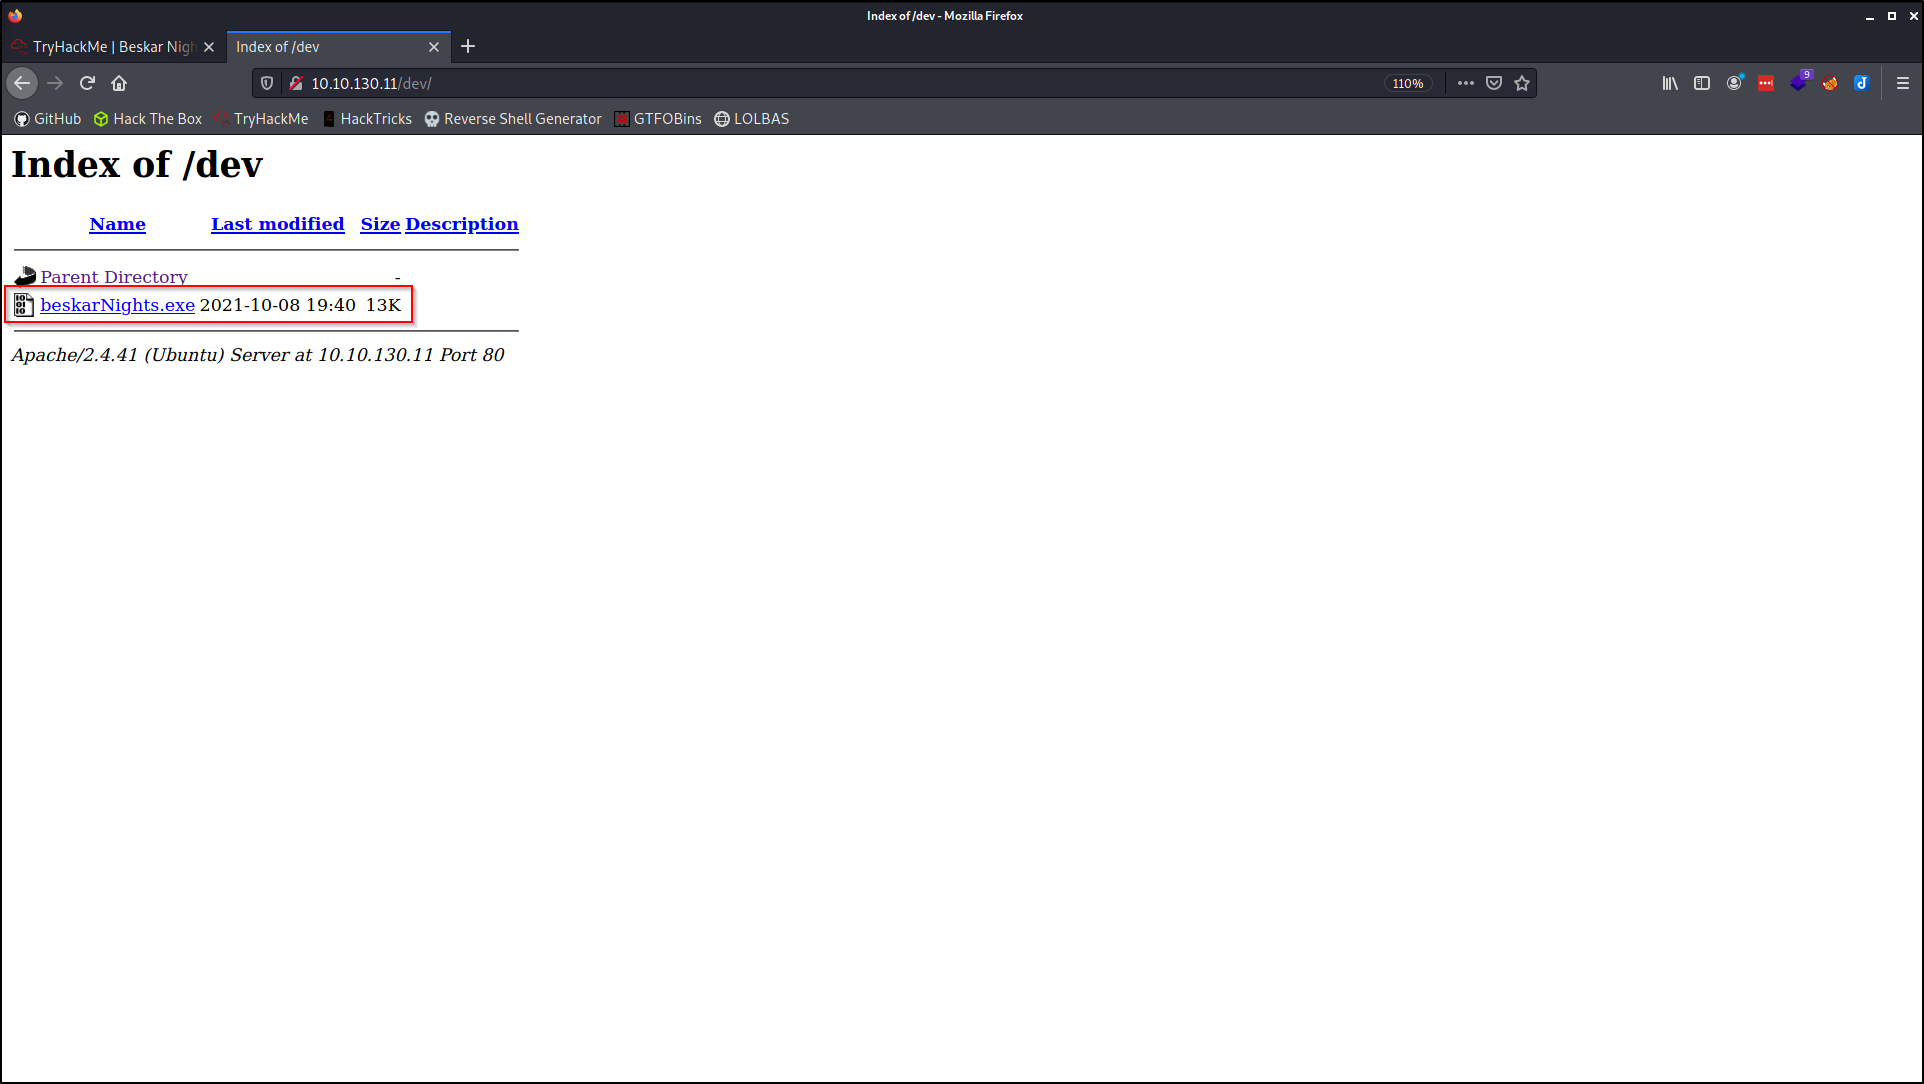 Index of /dev - Mozilla Firefox
TryHackMe | Beskar Nigh
Index of /dev
10.10.130.11/dev/
110%
9
GitHub Hack The Box TryHackMe HackTricks Reverse Shell Generator GTFOBins LOLBAS
Index of /dev
Name Last modified Size Description
Parent Directory -
beskarNights.exe 2021-10-08 19:40 13K
Apache/2.4.41 (Ubuntu) Server at 10.10.130.11 Port 80